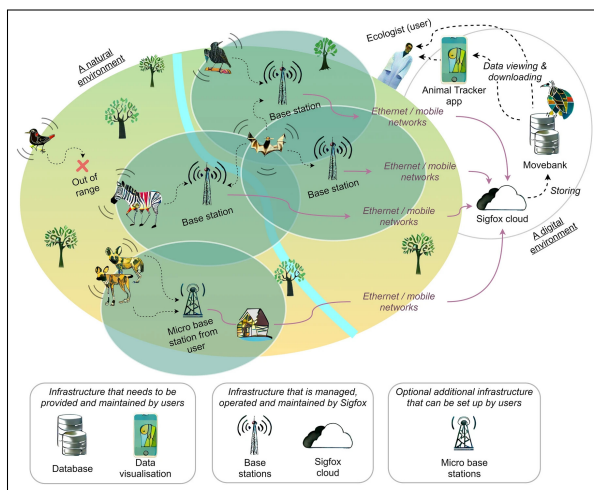 A natural
environment
Ecologist (user)
Animal Tracker
app
Data viewing &
downloading
Movebank
Storing
Sigfox cloud
A digital
environment
Base station
Ethernet / mobile
networks
Out of
range
Base station
Base station
Ethernet / mobile
networks
Ethernet / mobile
networks
Micro base
station from
user
Ethernet / mobile
networks
Infrastructure that needs to be
provided and maintained by users
Database
Data
visualisation
Infrastructure that is managed,
operated and maintained by Sigfox
Base
stations
Sigfox
cloud
Optional additional infrastructure
that can be set up by users
Micro base
stations